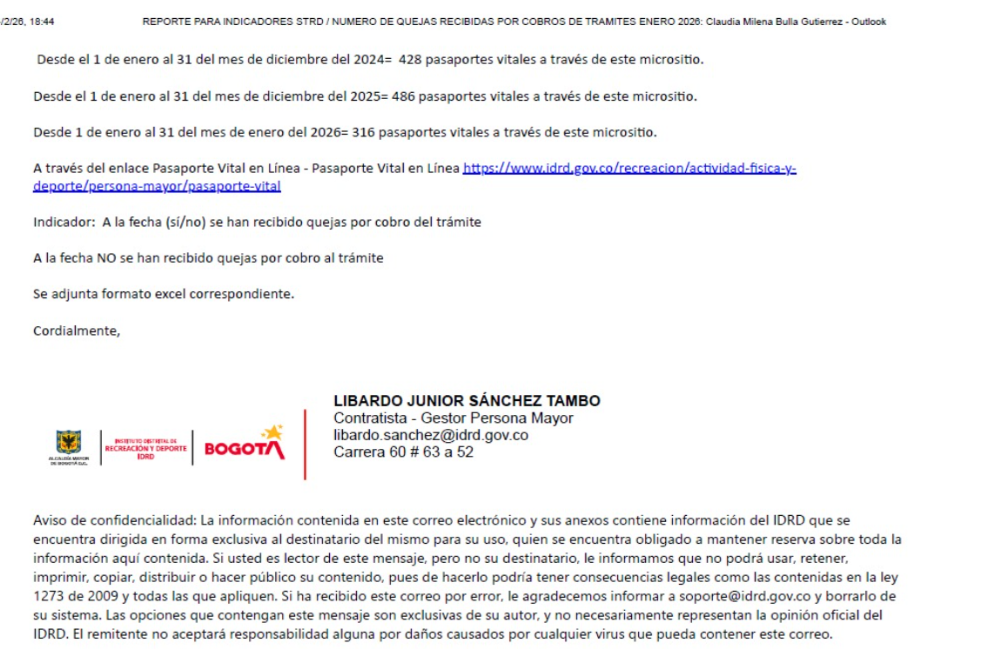 /2/26, 18:44 REPORTE PARA INDICADORES STRD / NUMERO DE QUEJAS RECIBIDAS POR COBROS DE TRAMITES ENERO 2026: Claudia Milena Bulla Gutierrez - Outlook
Desde el 1 de enero al 31 del mes de diciembre del 2024= 428 pasaportes vitales a través de este micrositio.
Desde el 1 de enero al 31 del mes de diciembre del 2025= 486 pasaportes vitales a través de este micrositio.
Desde 1 de enero al 31 del mes de enero del 2026= 316 pasaportes vitales a través de este micrositio.
A través del enlace Pasaporte Vital en Línea - Pasaporte Vital en Línea https://www.idrd.gov.co/recreacion/actividad-fisica-y-
deporte/persona-mayor/pasaporte-vital
Indicador: A la fecha (sí/no) se han recibido quejas por cobro del trámite
A la fecha NO se han recibido quejas por cobro al trámite
Se adjunta formato excel correspondiente.
Cordialmente,
LIBARDO JUNIOR SÁNCHEZ TAMBO
Contratista - Gestor Persona Mayor
libardo.sanchez@idrd.gov.co
Carrera 60 # 63 a 52
ALCALDÍA MAYOR
DE BOGOTÁ D.C.
INSTITUTO DISTRITAL DE
RECREACIÓN Y DEPORTE
IDRD
BOGOTÁ
Aviso de confidencialidad: La información contenida en este correo electrónico y sus anexos contiene información del IDRD que se
encuentra dirigida en forma exclusiva al destinatario del mismo para su uso, quien se encuentra obligado a mantener reserva sobre toda la
información aquí contenida. Si usted es lector de este mensaje, pero no su destinatario, le informamos que no podrá usar, retener,
imprimir, copiar, distribuir o hacer público su contenido, pues de hacerlo podría tener consecuencias legales como las contenidas en la ley
1273 de 2009 y todas las que apliquen. Si ha recibido este correo por error, le agradecemos informar a soporte@idrd.gov.co y borrarlo de
su sistema. Las opciones que contengan este mensaje son exclusivas de su autor, y no necesariamente representan la opinión oficial del
IDRD. El remitente no aceptará responsabilidad alguna por daños causados por cualquier virus que pueda contener este correo.